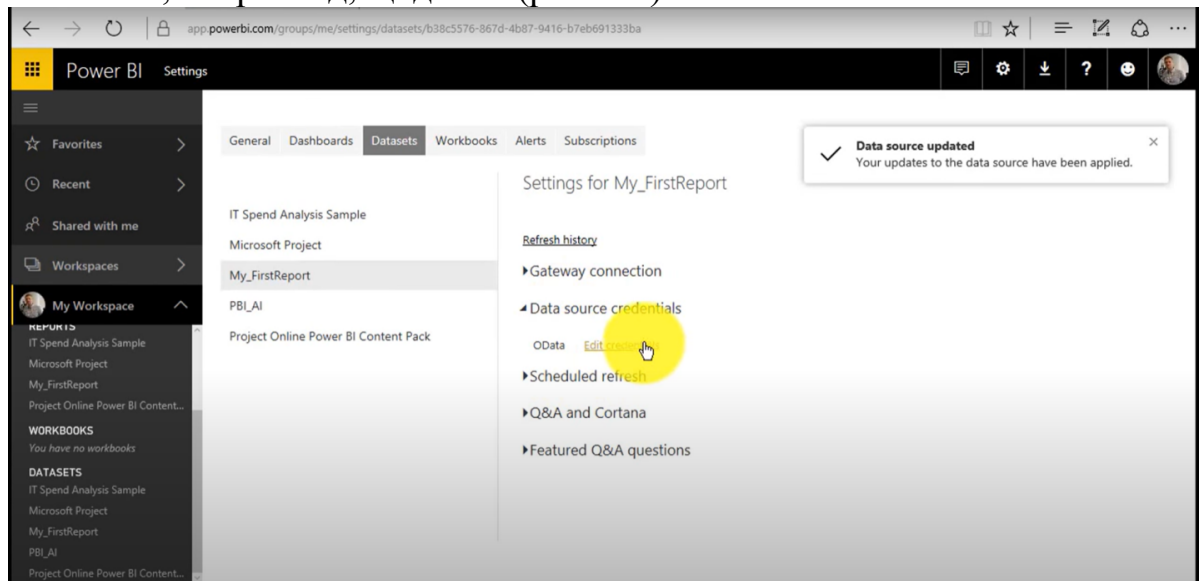 app.powerbi.com/groups/me/settings/datasets/b38c5576-867d-4b87-9416-b7eb691333ba
Power BI Settings
Favorites
Recent
Shared with me
Workspaces
My Workspace
REPORTS
IT Spend Analysis Sample
Microsoft Project
My_FirstReport
Project Online Power BI Content...
WORKBOOKS
You have no workbooks
DATASETS
IT Spend Analysis Sample
Microsoft Project
My_FirstReport
PBI_AI
Project Online Power BI Content...
General Dashboards Datasets Workbooks Alerts Subscriptions
IT Spend Analysis Sample
Microsoft Project
My_FirstReport
PBI_AI
Project Online Power BI Content Pack
Settings for My_FirstReport
Refresh history
Gateway connection
Data source credentials
OData Edit credentials
Scheduled refresh
Q&A and Cortana
Featured Q&A questions
Data source updated
Your updates to the data source have been applied.